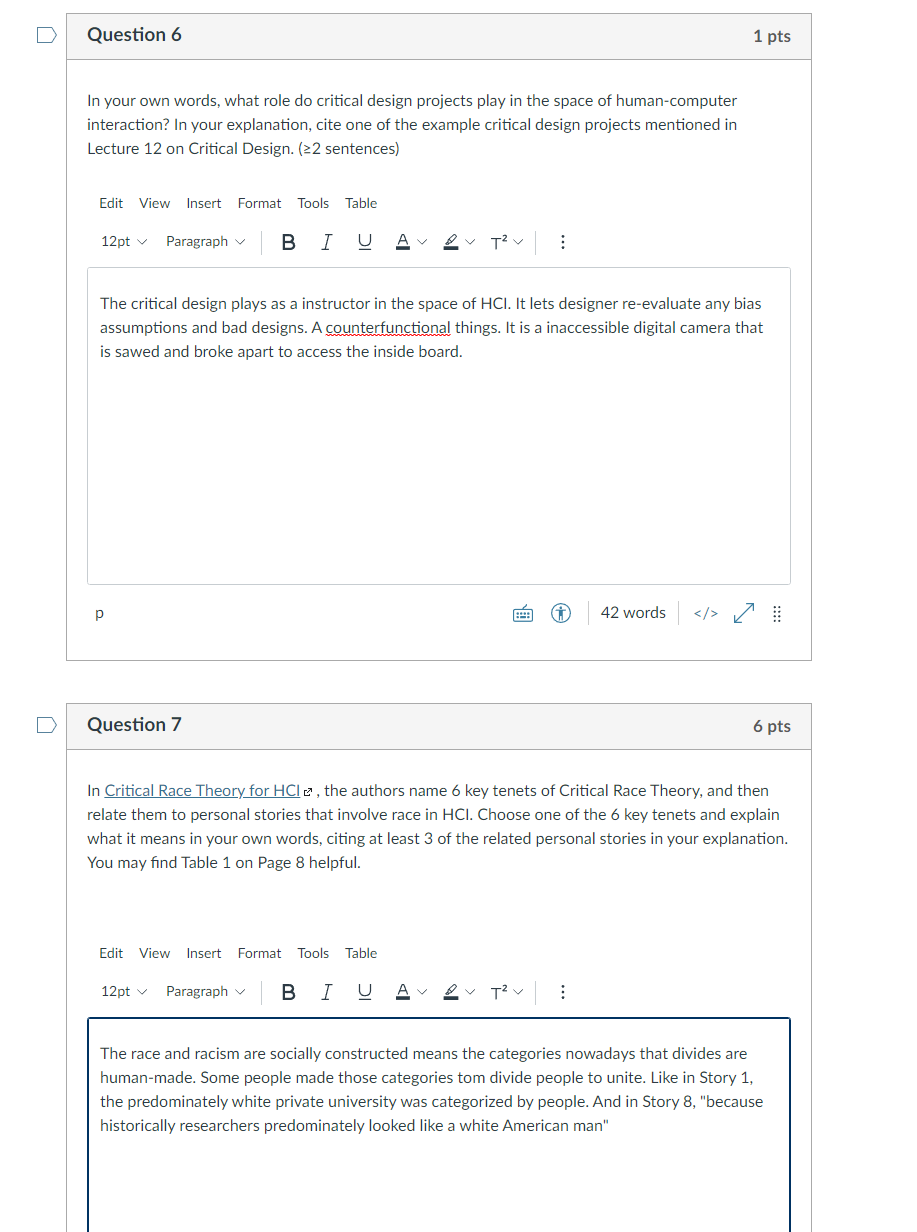 Question 6
1 pts
In your own words, what role do critical design projects play in the space of human-computer
interaction? In your explanation, cite one of the example critical design projects mentioned in
Lecture 12 on Critical Design. (≥2 sentences)
Edit View Insert Format Tools Table
12pt Paragraph B I U A T²
The critical design plays as a instructor in the space of HCI. It lets designer re-evaluate any bias
assumptions and bad designs. A counterfunctional things. It is a inaccessible digital camera that
is sawed and broke apart to access the inside board.
p
42 words </>
Question 7
6 pts
In Critical Race Theory for HCI , the authors name 6 key tenets of Critical Race Theory, and then
relate them to personal stories that involve race in HCI. Choose one of the 6 key tenets and explain
what it means in your own words, citing at least 3 of the related personal stories in your explanation.
You may find Table 1 on Page 8 helpful.
Edit View Insert Format Tools Table
12pt Paragraph B I U A T²
The race and racism are socially constructed means the categories nowadays that divides are
human-made. Some people made those categories tom divide people to unite. Like in Story 1,
the predominately white private university was categorized by people. And in Story 8, "because
historically researchers predominately looked like a white American man"